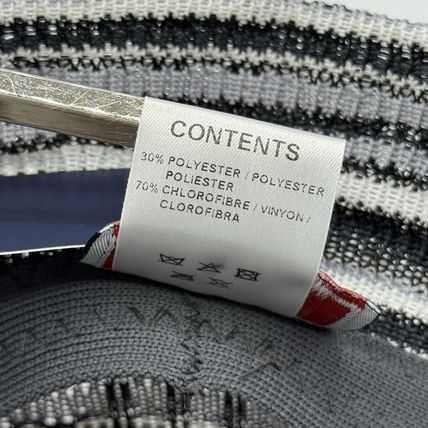 CONTENTS
30% POLYESTER / POLYESTER
POLIESTER
70% CHLOROFIBRE / VINYON /
CLOROFIBRA